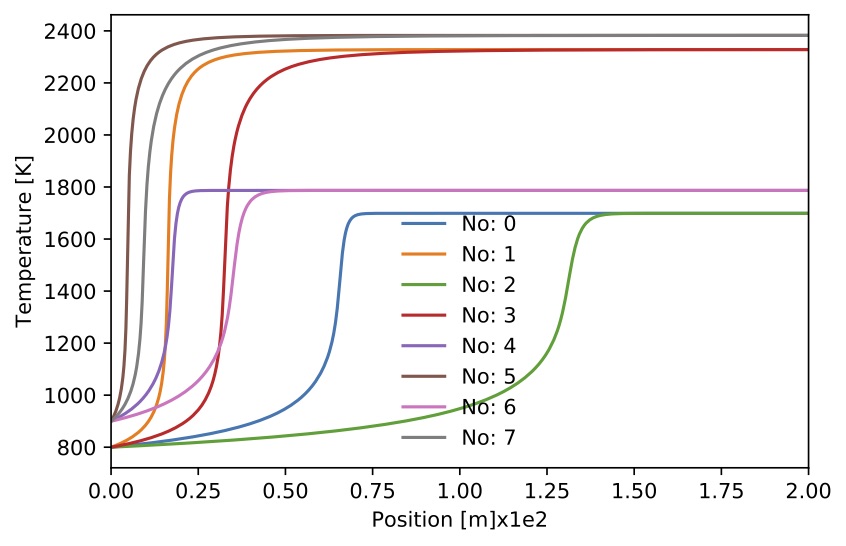 2400
2200
2000
1800
1600
1400
1200
1000
800
Temperature [K]
No: 0
No: 1
No: 2
No: 3
No: 4
No: 5
No: 6
No: 7
0.00 0.25 0.50 0.75 1.00 1.25 1.50 1.75 2.00
Position [m]x1e2